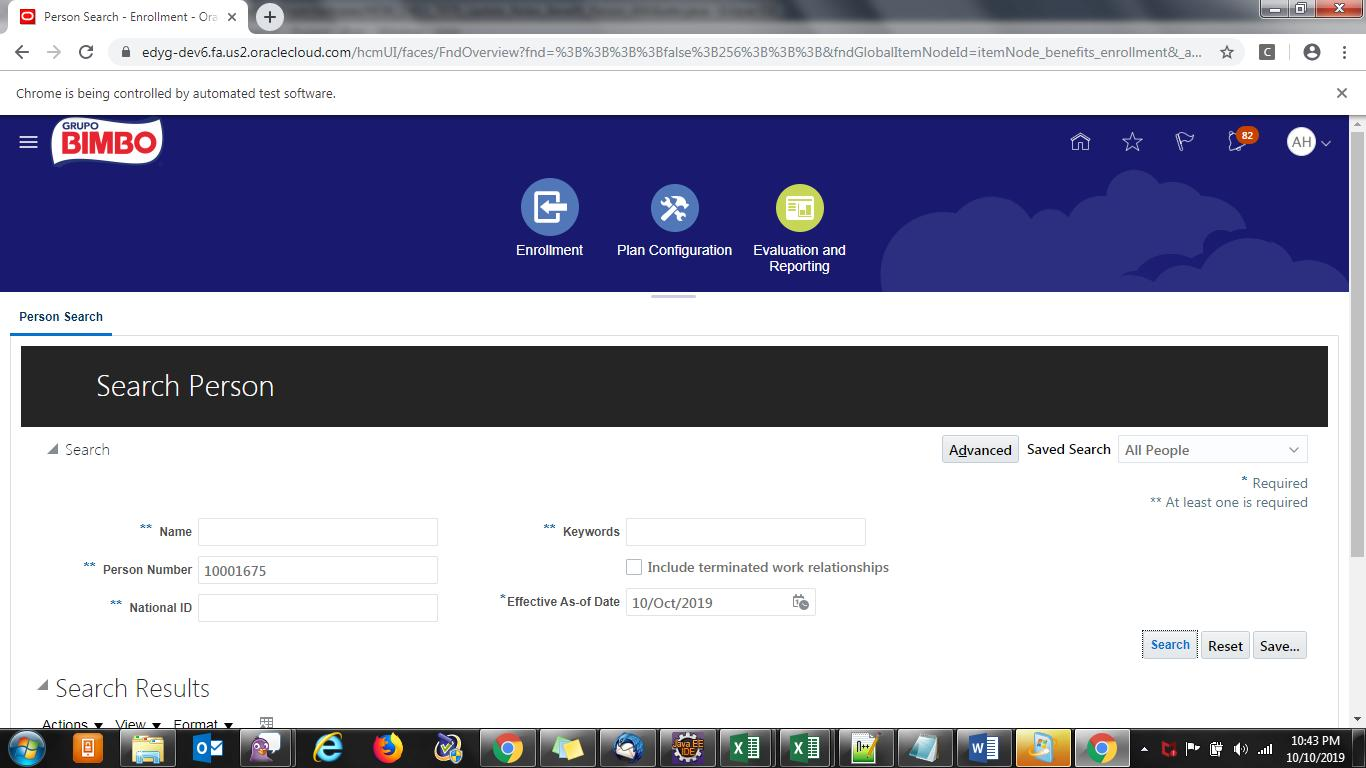 Person Search - Enrollment - Ora
edyg-dev6.fa.us2.oraclecloud.com/hcmUI/faces/FndOverview?fnd=%3B%3B%3B%3Bfalse%3B256%3B%3B%3B&fndGlobalItemNodeId=itemNode_benefits_enrollment&_a...
Chrome is being controlled by automated test software.
GRUPO
BIMBO
82
AH
Enrollment
Plan Configuration
Evaluation and
Reporting
Person Search
Search Person
Search
Advanced
Saved Search
All People
* Required
** At least one is required
** Name
** Keywords
** Person Number
10001675
Include terminated work relationships
** National ID
*Effective As-of Date
10/Oct/2019
Search
Reset
Save...
Search Results
Actions
View
Format
Java EE
IDE
10:43 PM
10/10/2019